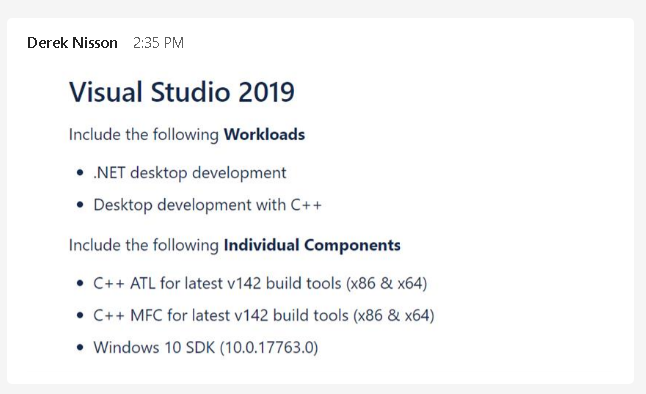 Derek Nisson 2:35 PM
Visual Studio 2019
Include the following Workloads
• .NET desktop development
• Desktop development with C++
Include the following Individual Components
• C++ ATL for latest v142 build tools (x86 & x64)
• C++ MFC for latest v142 build tools (x86 & x64)
• Windows 10 SDK (10.0.17763.0)